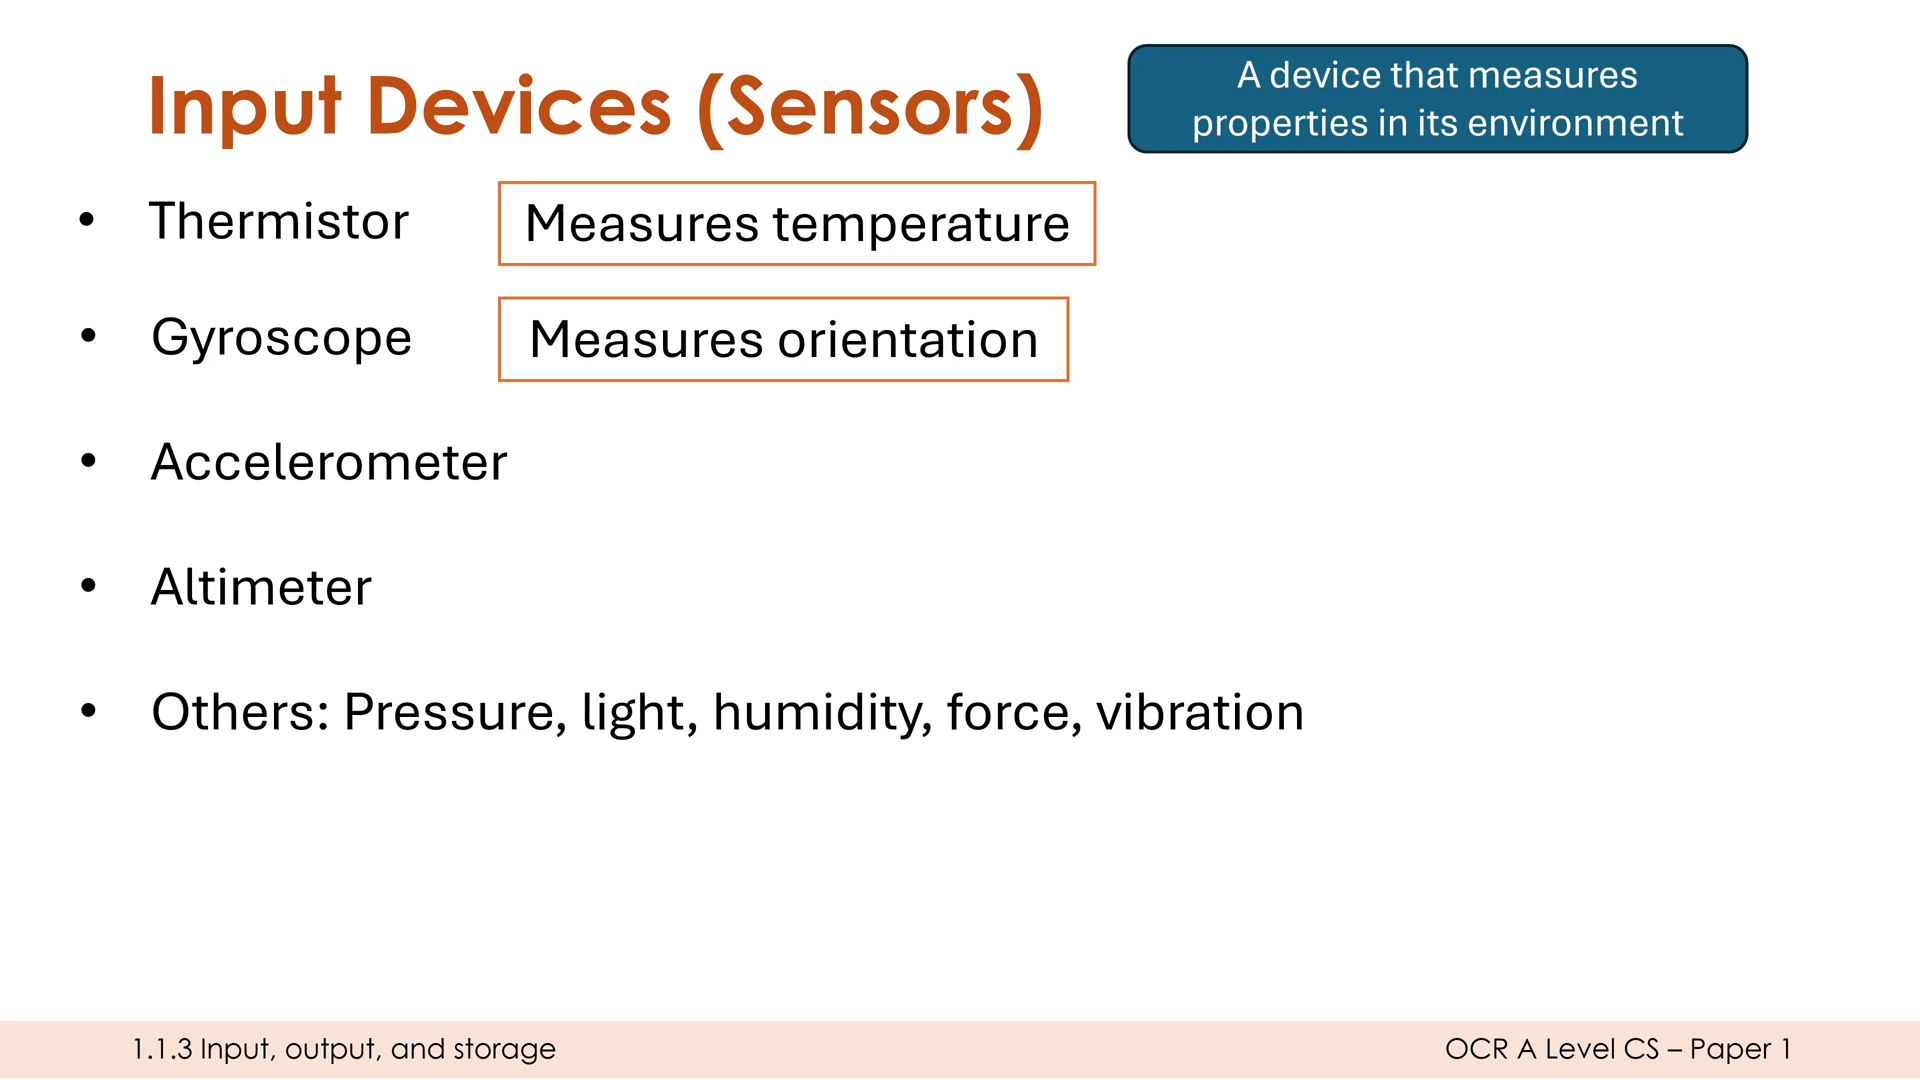 Input Devices (Sensors)
A device that measures
properties in its environment
• Thermistor
Measures temperature
• Gyroscope
Measures orientation
• Accelerometer
• Altimeter
• Others: Pressure, light, humidity, force, vibration
1.1.3 Input, output, and storage
OCR A Level CS – Paper 1